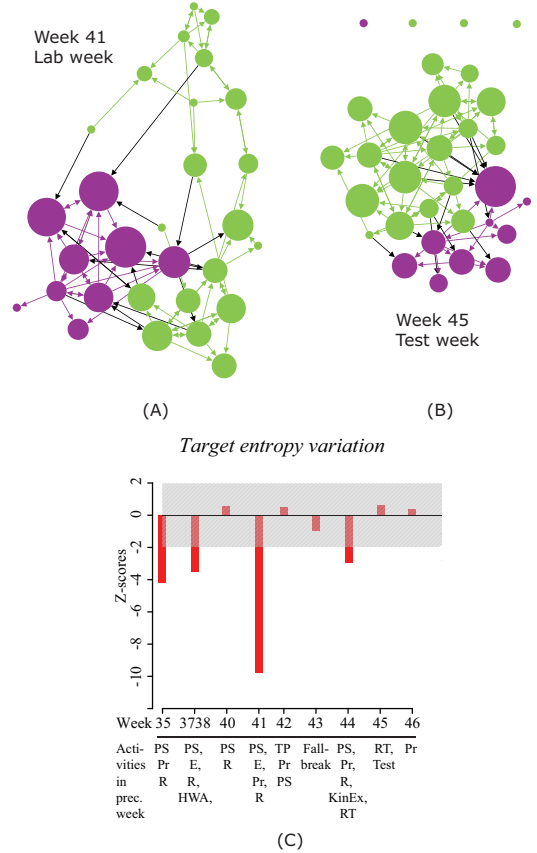 Week 41
Lab week
Week 45
Test week
(A)
(B)
Target entropy variation
Z-scores
2
0
-2
-4
-6
-8
-10
Week 35 3738 40 41 42 43 44 45 46
Acti- PS PS, PS PS, TP Fall- PS, RT, Pr
vities Pr E, R E, Pr break Pr, Test
in R R, Pr, PS R,
prec. HWA, R KinEx,
week RT
(C)